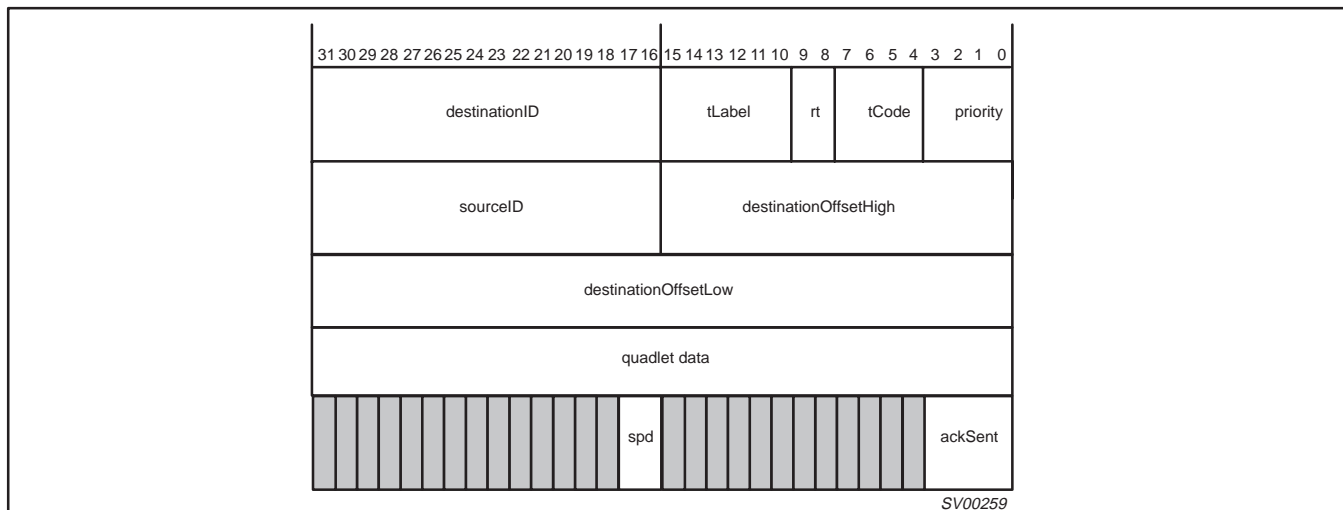 31 30 29 28 27 26 25 24 23 22 21 20 19 18 17 16 15 14 13 12 11 10 9 8 7 6 5 4 3 2 1 0
destinationID tLabel rt tCode priority
sourceID destinationOffsetHigh
destinationOffsetLow
quadlet data
spd ackSent
SV00259